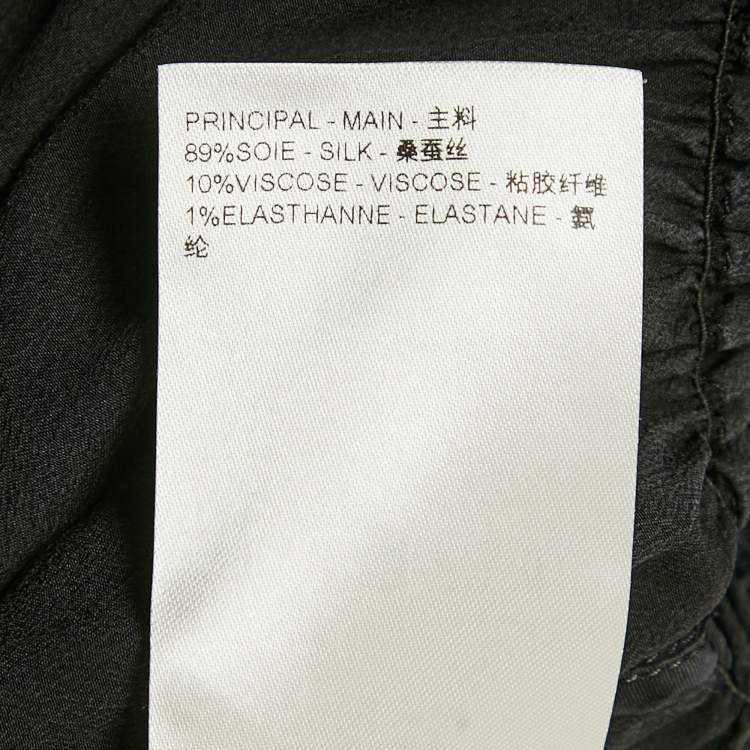 PRINCIPAL - MAIN - 主料
89%SOIE - SILK - 桑蚕丝
10%VISCOSE - VISCOSE - 粘胶纤维
1%ELASTHANNE - ELASTANE - 氨
纶